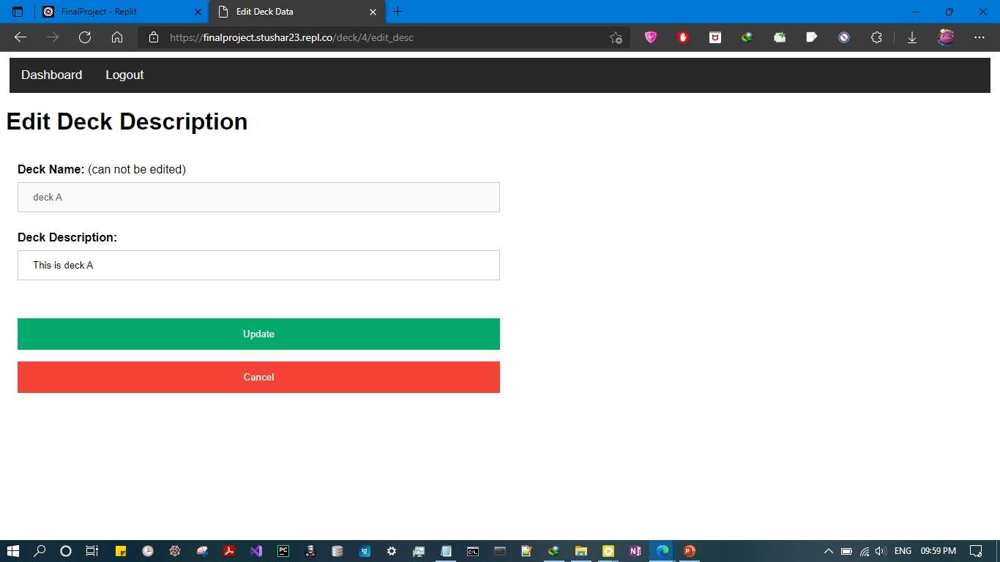 FinalProject - Replit
Edit Deck Data
https://finalproject.stushar23.repl.co/deck/4/edit_desc
Dashboard Logout
Edit Deck Description
Deck Name: (can not be edited)
deck A
Deck Description:
This is deck A
Update
Cancel
PC
ENG 09:59 PM